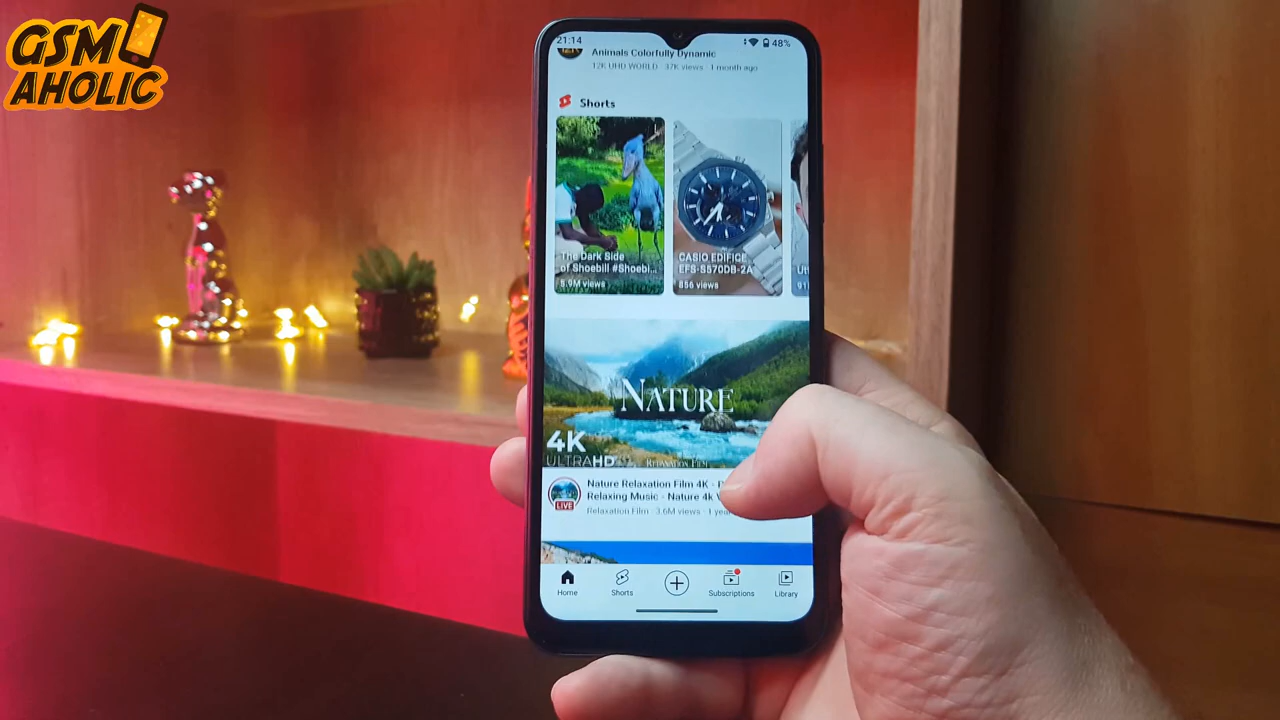 GSM
AHOLIC
21:14
48%
Animals Colorfully Dynamic
12K UHD WORLD · 37K views · 1 month ago
Shorts
The Dark Side
of Shoebill #Shoebi...
5.9M views
CASIO EDIFICE
EFS-S570DB-2A
856 views
NATURE
4K
ULTRAHD
RELAXATION FILM
Nature Relaxation Film 4K -
Relaxing Music - Nature 4k
LIVE
Relaxation Film · 3.6M views · 1 year
Home
Shorts
Subscriptions
Library